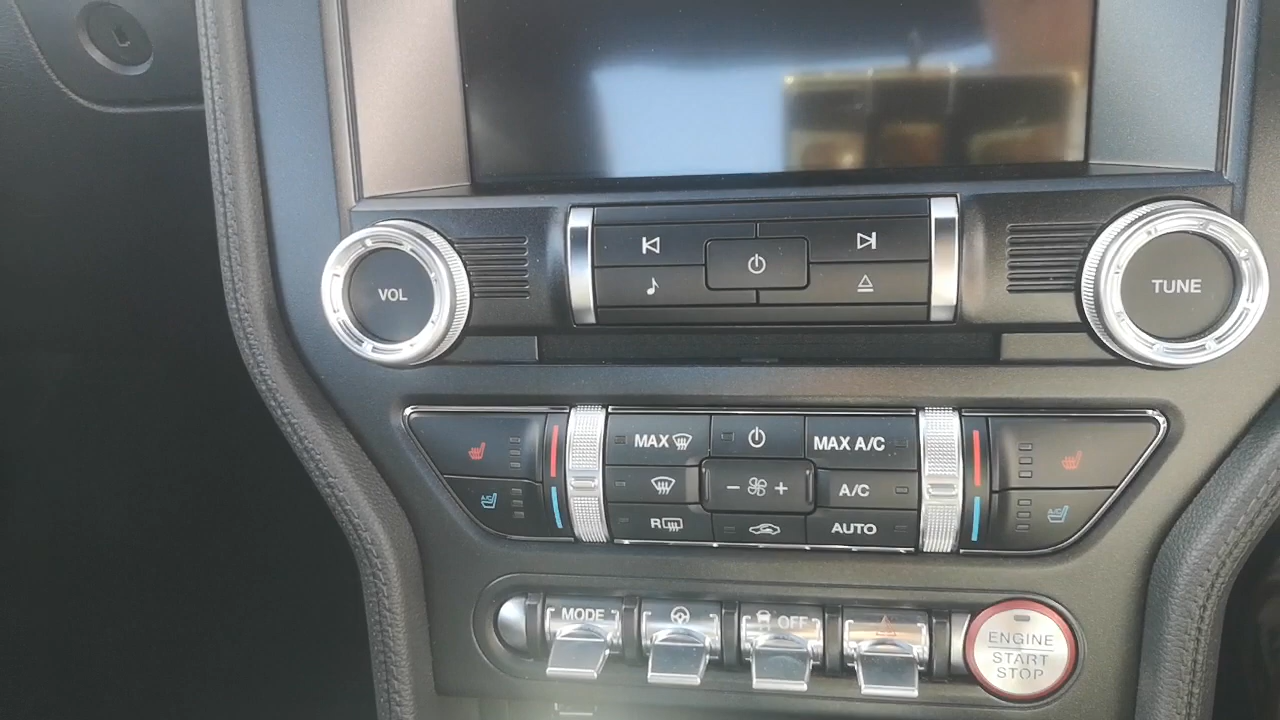 VOL
TUNE
MAX
MAX A/C
A/C
A/C
A/C
R
AUTO
MODE
OFF
ENGINE
START
STOP